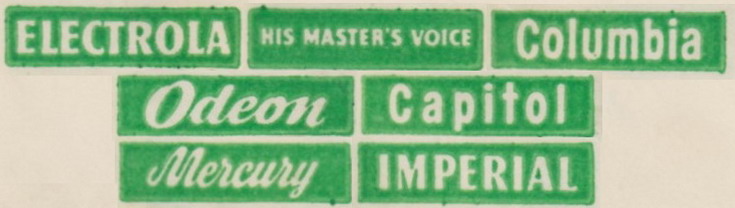 ELECTROLA HIS MASTER'S VOICE Columbia
Odeon Capitol
Mercury IMPERIAL